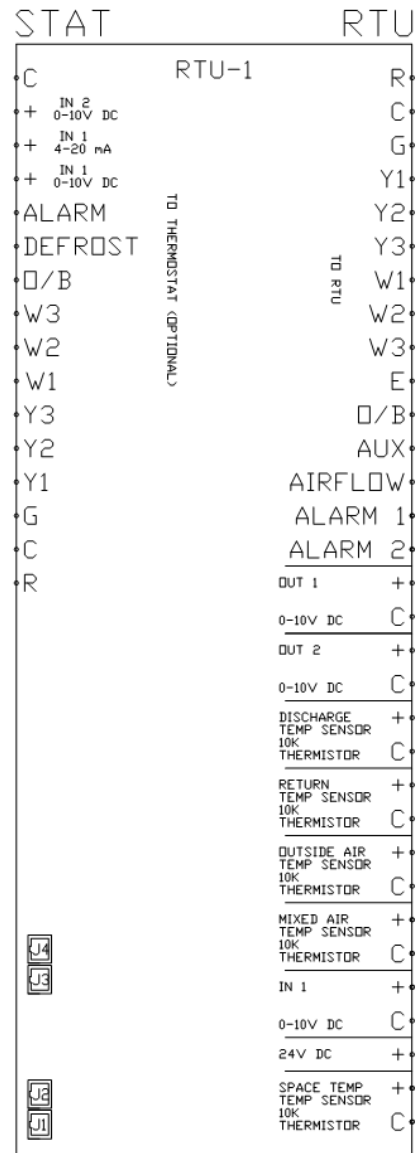 STAT RTU
RTU-1
C
+ IN 2
0-10V DC
+ IN 1
4-20 mA
+ IN 1
0-10V DC
ALARM
DEFROST
O/B
W3
W2
W1
Y3
Y2
Y1
G
C
R
TO THERMOSTAT (OPTIONAL)
TO RTU
R
C
G
Y1
Y2
Y3
W1
W2
W3
E
O/B
AUX
AIRFLOW
ALARM 1
ALARM 2
OUT 1 +
0-10V DC C
OUT 2 +
0-10V DC C
DISCHARGE +
TEMP SENSOR
10K
THERMISTOR C
RETURN +
TEMP SENSOR
10K
THERMISTOR C
OUTSIDE AIR +
TEMP SENSOR
10K
THERMISTOR C
MIXED AIR +
TEMP SENSOR
10K
THERMISTOR C
IN 1 +
0-10V DC C
24V DC +
SPACE TEMP +
TEMP SENSOR
10K
THERMISTOR C
J4
J3
J2
J1